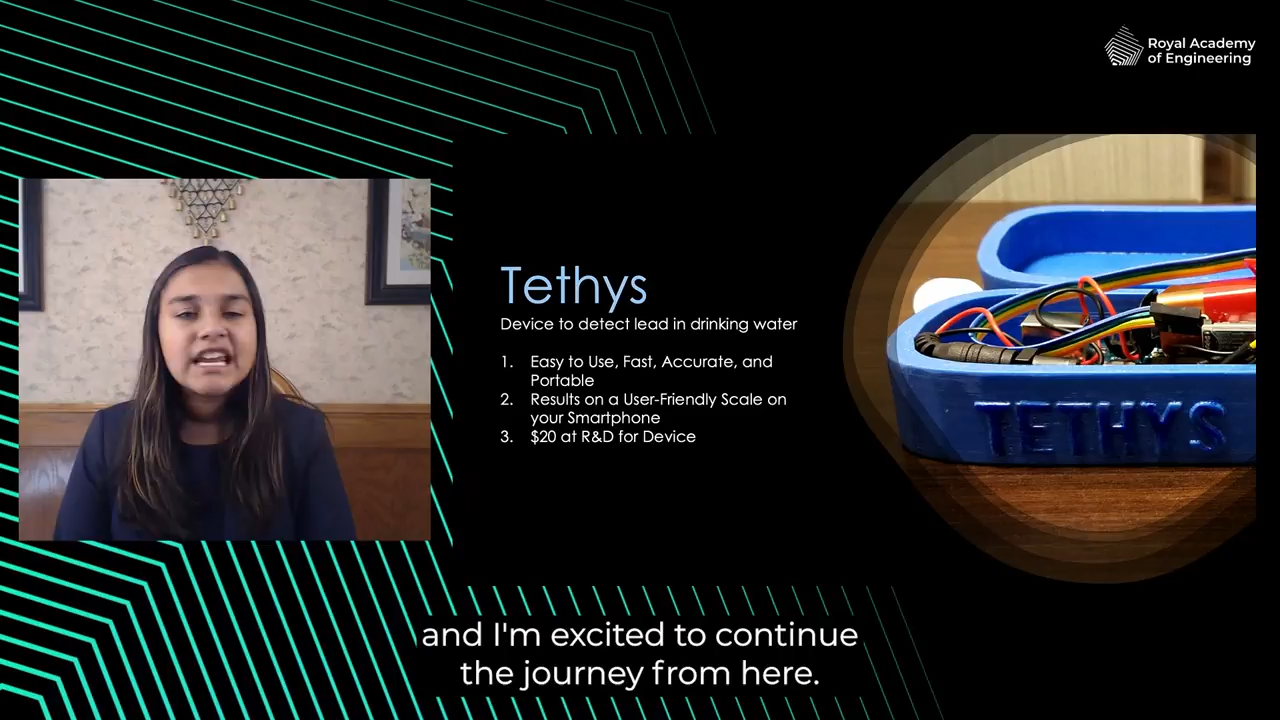 Royal Academy
of Engineering
Tethys
Device to detect lead in drinking water
1. Easy to Use, Fast, Accurate, and
Portable
2. Results on a User-Friendly Scale on
your Smartphone
3. $20 at R&D for Device
TETHYS
and I'm excited to continue
the journey from here.